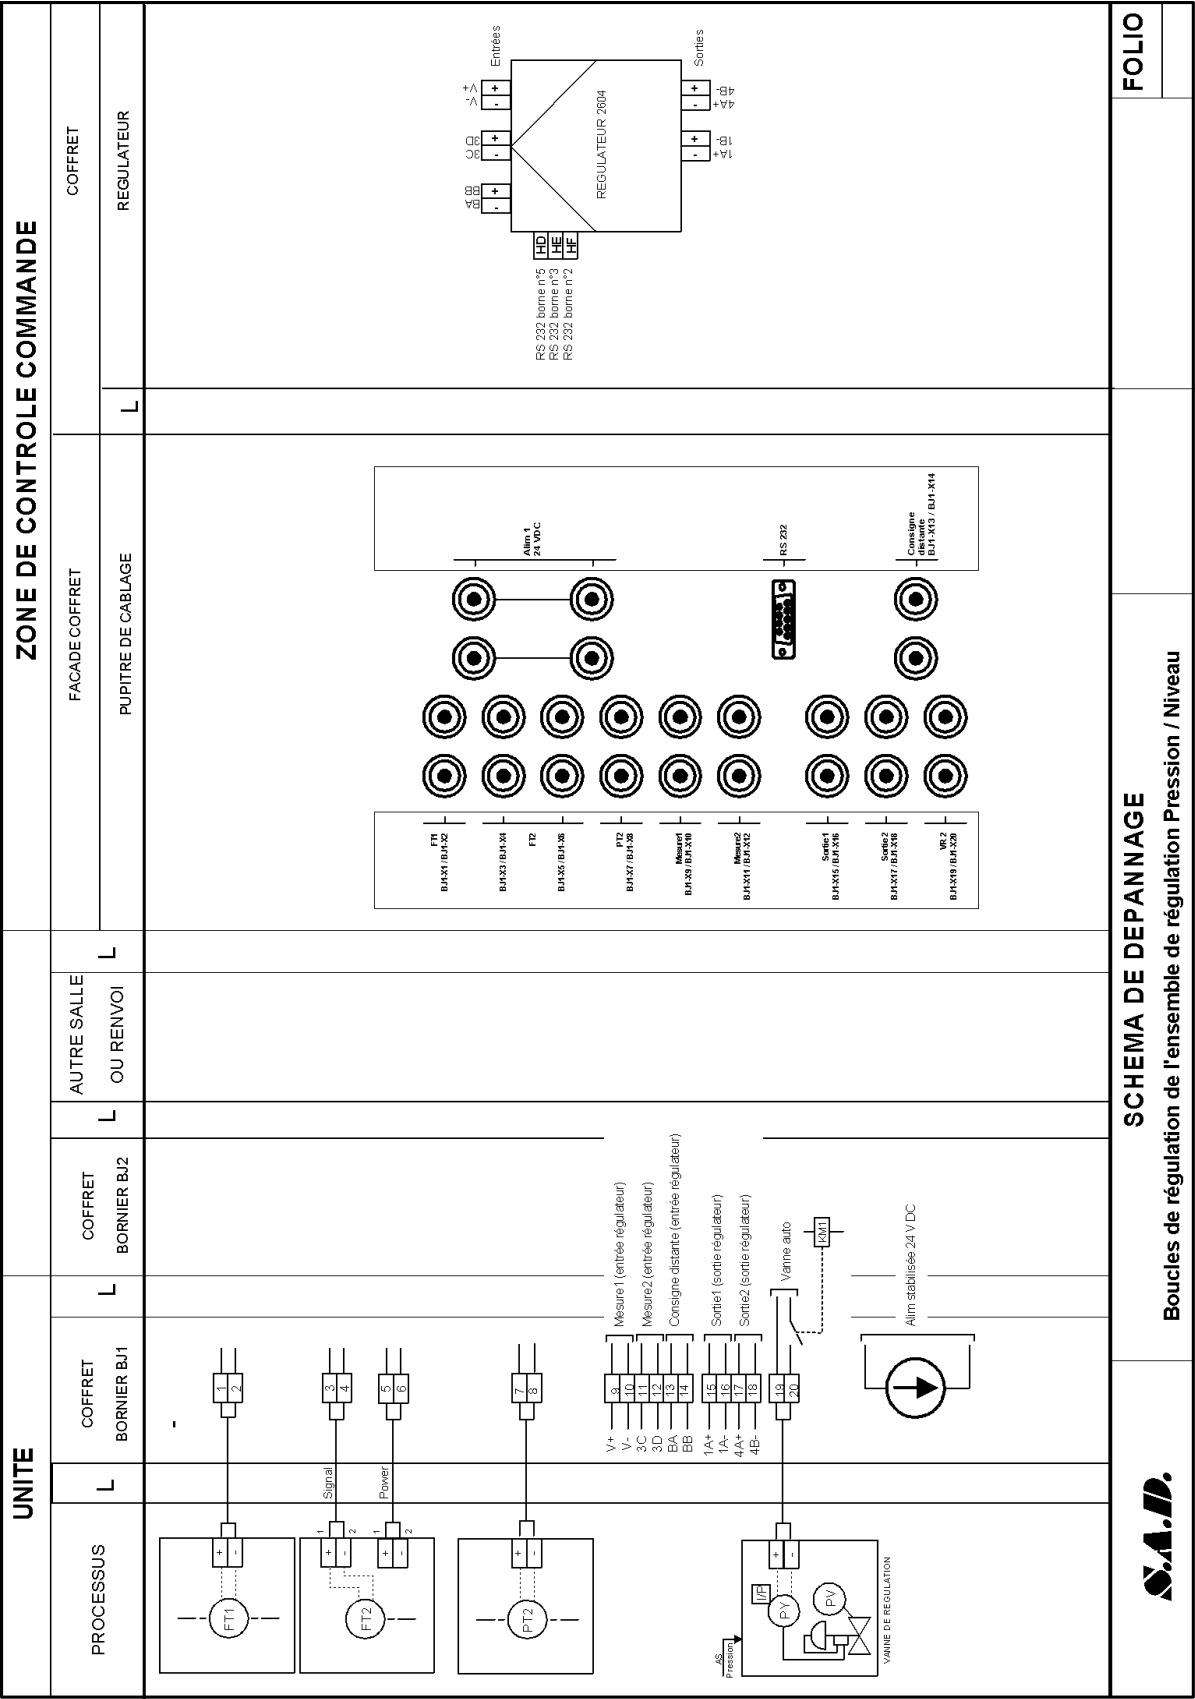 UNITE
ZONE DE CONTROLE COMMANDE
PROCESSUS
L
COFFRET
BORNIER BJ1
L
COFFRET
BORNIER BJ2
L
AUTRE SALLE
OU RENVOI
L
FACADE COFFRET
PUPITRE DE CABLAGE
L
COFFRET
REGULATEUR
FT1
+
-
1
2
-
FT2
+
-
1
2
Signal
3
4
+
-
1
2
Power
5
6
PT2
+
-
7
8
V+ 9 Mesure1 (entrée régulateur)
V- 10
3C 11 Mesure2 (entrée régulateur)
3D 12
BA 13 Consigne distante (entrée régulateur)
BB 14
1A+ 15 Sortie1 (sortie régulateur)
1A- 16
4A+ 17 Sortie2 (sortie régulateur)
4B- 18
AS
Pression
I/P
PY
PV
+
-
VANNE DE REGULATION
19
20
Vanne auto
KM1
Alim stabilisée 24 V DC
FT1
BJ1-X1 / BJ1-X2
BJ1-X3 / BJ1-X4
FT2
BJ1-X5 / BJ1-X6
PT2
BJ1-X7 / BJ1-X8
Mesure1
BJ1-X9 / BJ1-X10
Mesure2
BJ1-X11 / BJ1-X12
Sortie 1
BJ1-X15 / BJ1-X16
Sortie 2
BJ1-X17 / BJ1-X18
VR 2
BJ1-X19 / BJ1-X20
Alim 1
24 VDC
RS 232
Consigne
distante
BJ1-X13 / BJ1-X14
Entrées
BA BB
- +
3C 3D
- +
V- V+
- +
RS 232 borne n°5 HD
RS 232 borne n°3 HE
RS 232 borne n°2 HF
REGULATEUR 2604
- +
1A+ 1B-
- +
4A+ 4B-
Sorties
S.A.D.
SCHEMA DE DEPANNAGE
Boucles de régulation de l'ensemble de régulation Pression / Niveau
FOLIO